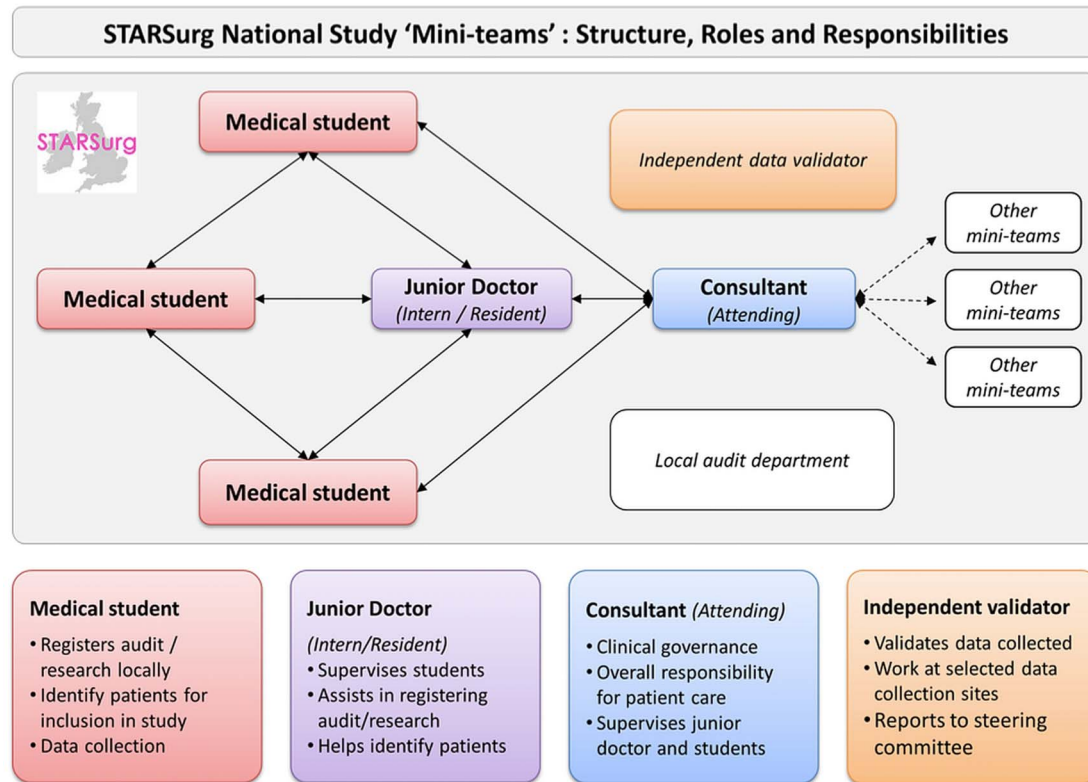 STARSurg National Study ‘Mini-teams’ : Structure, Roles and Responsibilities
STARSurg
Medical student
Independent data validator
Other
mini-teams
Medical student
Junior Doctor
(Intern / Resident)
Consultant
(Attending)
Other
mini-teams
Other
mini-teams
Medical student
Local audit department
Medical student
• Registers audit /
research locally
• Identify patients for
inclusion in study
• Data collection
Junior Doctor
(Intern/Resident)
• Supervises students
• Assists in registering
audit/research
• Helps identify patients
Consultant (Attending)
• Clinical governance
• Overall responsibility
for patient care
• Supervises junior
doctor and students
Independent validator
• Validates data collected
• Work at selected data
collection sites
• Reports to steering
committee